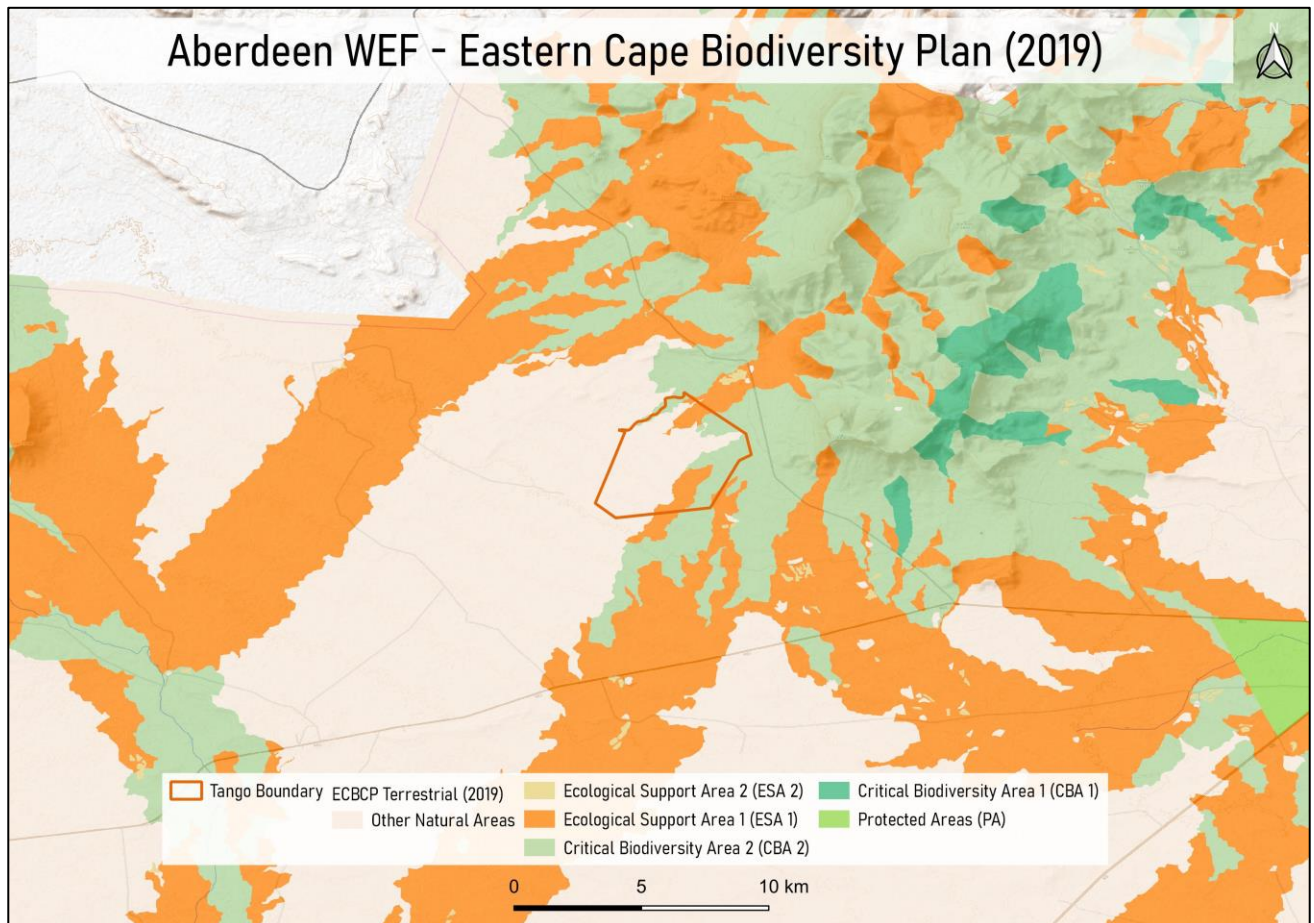 Aberdeen WEF - Eastern Cape Biodiversity Plan (2019)
N
Tango Boundary
ECBCP Terrestrial (2019)
Other Natural Areas
Ecological Support Area 2 (ESA 2)
Ecological Support Area 1 (ESA 1)
Critical Biodiversity Area 2 (CBA 2)
Critical Biodiversity Area 1 (CBA 1)
Protected Areas (PA)
0 5 10 km